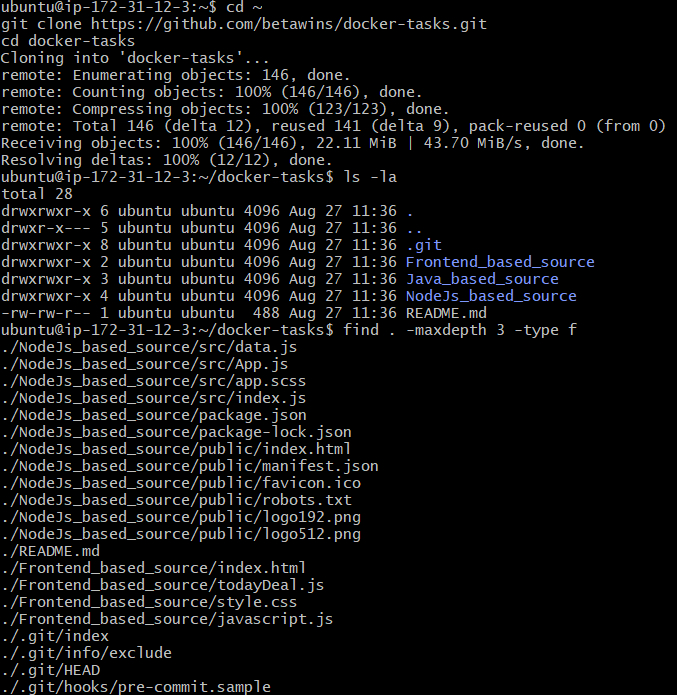 ubuntu@ip-172-31-12-3:~$ cd ~
git clone https://github.com/betawins/docker-tasks.git
cd docker-tasks
Cloning into 'docker-tasks'...
remote: Enumerating objects: 146, done.
remote: Counting objects: 100% (146/146), done.
remote: Compressing objects: 100% (123/123), done.
remote: Total 146 (delta 12), reused 141 (delta 9), pack-reused 0 (from 0)
Receiving objects: 100% (146/146), 22.11 MiB | 43.70 MiB/s, done.
Resolving deltas: 100% (12/12), done.
ubuntu@ip-172-31-12-3:~/docker-tasks$ ls -la
total 28
drwxrwxr-x 6 ubuntu ubuntu 4096 Aug 27 11:36 .
drwxr-x--- 5 ubuntu ubuntu 4096 Aug 27 11:36 ..
drwxrwxr-x 8 ubuntu ubuntu 4096 Aug 27 11:36 .git
drwxrwxr-x 2 ubuntu ubuntu 4096 Aug 27 11:36 Frontend_based_source
drwxrwxr-x 3 ubuntu ubuntu 4096 Aug 27 11:36 Java_based_source
drwxrwxr-x 4 ubuntu ubuntu 4096 Aug 27 11:36 NodeJs_based_source
-rw-rw-r-- 1 ubuntu ubuntu  488 Aug 27 11:36 README.md
ubuntu@ip-172-31-12-3:~/docker-tasks$ find . -maxdepth 3 -type f
./NodeJs_based_source/src/data.js
./NodeJs_based_source/src/App.js
./NodeJs_based_source/src/app.scss
./NodeJs_based_source/src/index.js
./NodeJs_based_source/package.json
./NodeJs_based_source/package-lock.json
./NodeJs_based_source/public/index.html
./NodeJs_based_source/public/manifest.json
./NodeJs_based_source/public/favicon.ico
./NodeJs_based_source/public/robots.txt
./NodeJs_based_source/public/logo192.png
./NodeJs_based_source/public/logo512.png
./README.md
./Frontend_based_source/index.html
./Frontend_based_source/todayDeal.js
./Frontend_based_source/style.css
./Frontend_based_source/javascript.js
./.git/index
./.git/info/exclude
./.git/HEAD
./.git/hooks/pre-commit.sample